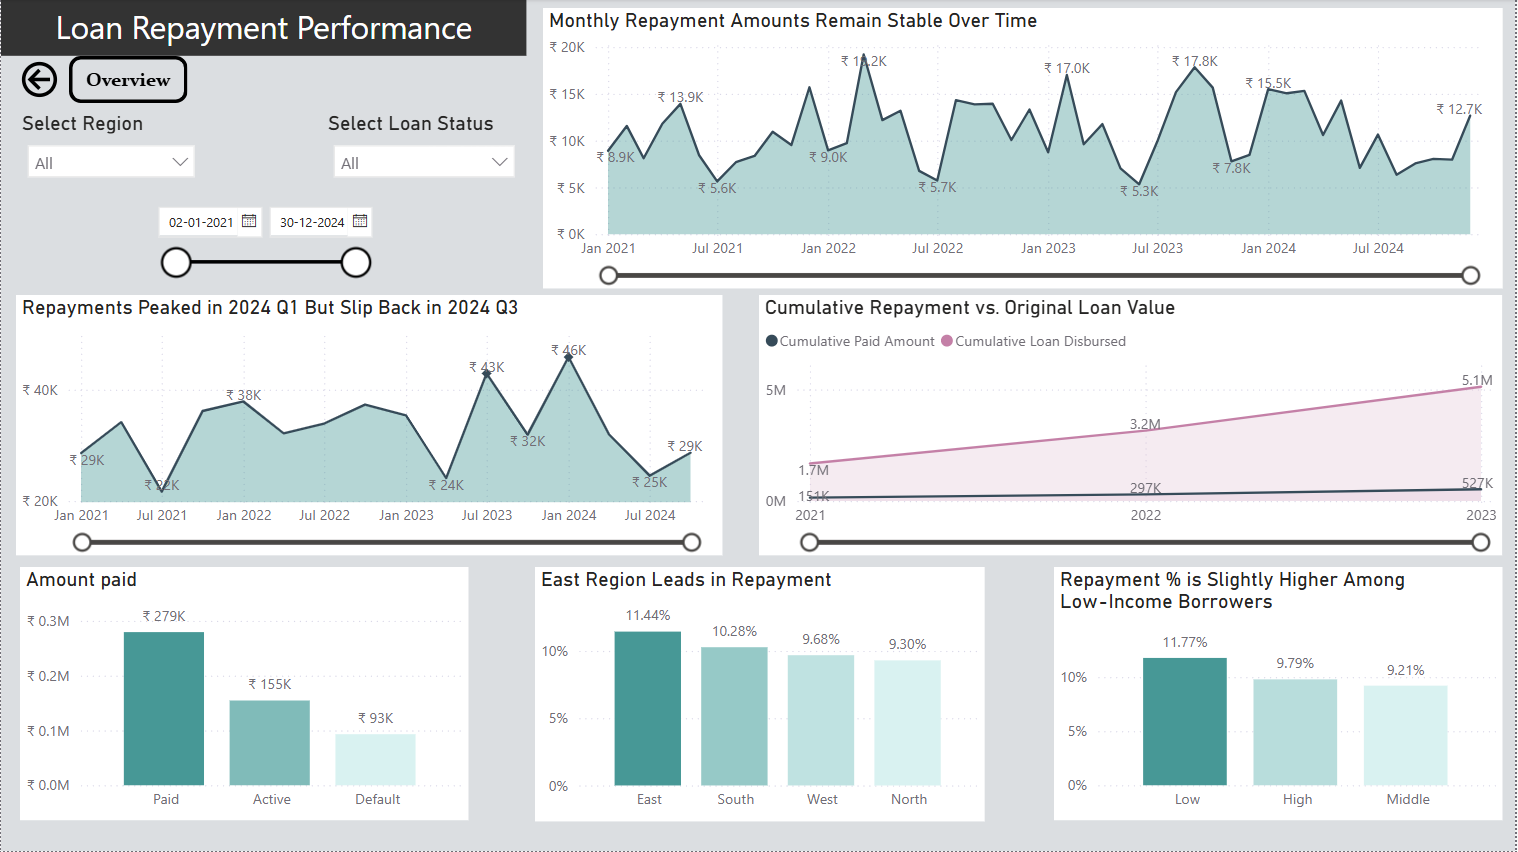 Loan Repayment Performance
Overview
Select Region
Select Loan Status
All
All
02-01-2021
30-12-2024
Monthly Repayment Amounts Remain Stable Over Time
₹ 20K
₹ 15K
₹ 10K
₹ 5K
₹ 0K
₹ 8.9K
₹ 13.9K
₹ 5.6K
₹ 9.0K
₹ 5.7K
₹ 17.0K
₹ 5.3K
₹ 17.8K
₹ 7.8K
₹ 15.5K
₹ 12.7K
Jan 2021
Jul 2021
Jan 2022
Jul 2022
Jan 2023
Jul 2023
Jan 2024
Jul 2024
Repayments Peaked in 2024 Q1 But Slip Back in 2024 Q3
₹ 40K
₹ 20K
₹ 29K
₹ 22K
₹ 38K
₹ 24K
₹ 43K
₹ 32K
₹ 46K
₹ 25K
₹ 29K
Jan 2021
Jul 2021
Jan 2022
Jul 2022
Jan 2023
Jul 2023
Jan 2024
Jul 2024
Cumulative Repayment vs. Original Loan Value
Cumulative Paid Amount
Cumulative Loan Disbursed
5M
0M
1.7M
3.2M
5.1M
151K
297K
527K
2021
2022
2023
Amount paid
₹ 0.3M
₹ 0.2M
₹ 0.1M
₹ 0.0M
₹ 279K
₹ 155K
₹ 93K
Paid
Active
Default
East Region Leads in Repayment
10%
5%
0%
11.44%
10.28%
9.68%
9.30%
East
South
West
North
Repayment % is Slightly Higher Among
Low-Income Borrowers
10%
5%
0%
11.77%
9.79%
9.21%
Low
High
Middle